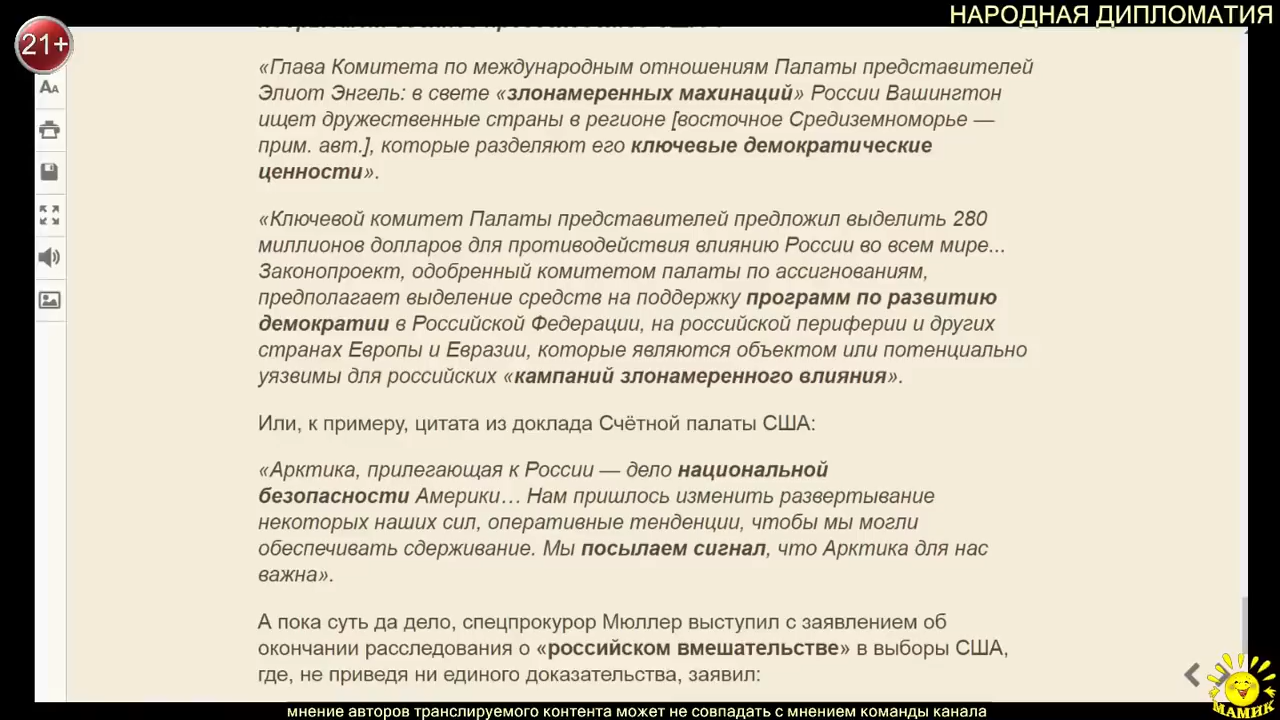 НАРОДНАЯ ДИПЛОМАТИЯ
21+
«Глава Комитета по международным отношениям Палаты представителей
Элиот Энгель: в свете «злонамеренных махинаций» России Вашингтон
ищет дружественные страны в регионе [восточное Средиземноморье —
прим. авт.], которые разделяют его ключевые демократические
ценности».
«Ключевой комитет Палаты представителей предложил выделить 280
миллионов долларов для противодействия влиянию России во всем мире...
Законопроект, одобренный комитетом палаты по ассигнованиям,
предполагает выделение средств на поддержку программ по развитию
демократии в Российской Федерации, на российской периферии и других
странах Европы и Евразии, которые являются объектом или потенциально
уязвимы для российских «кампаний злонамеренного влияния».
Или, к примеру, цитата из доклада Счётной палаты США:
«Арктика, прилегающая к России — дело национальной
безопасности Америки… Нам пришлось изменить развертывание
некоторых наших сил, оперативные тенденции, чтобы мы могли
обеспечивать сдерживание. Мы посылаем сигнал, что Арктика для нас
важна».
А пока суть да дело, спецпрокурор Мюллер выступил с заявлением об
окончании расследования о «российском вмешательстве» в выборы США,
где, не приведя ни единого доказательства, заявил:
МАМИК
мнение авторов транслируемого контента может не совпадать с мнением команды канала